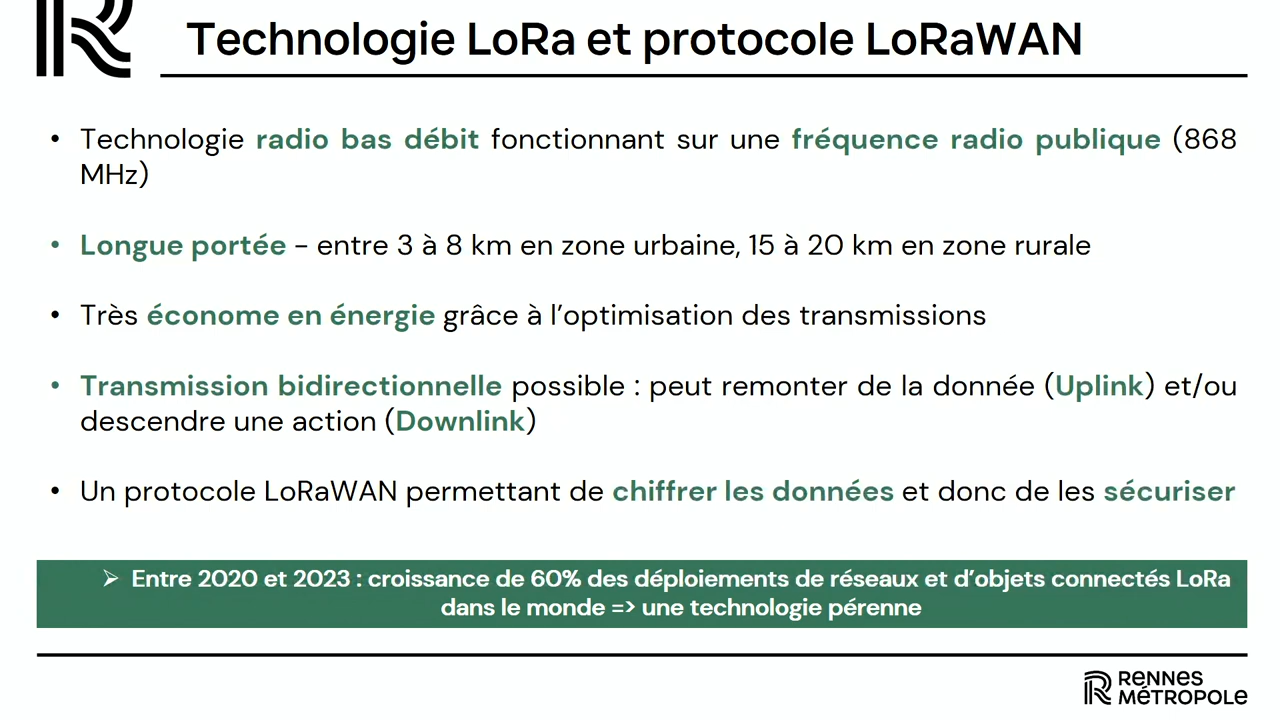 Technologie LoRa et protocole LoRaWAN
• Technologie radio bas débit fonctionnant sur une fréquence radio publique (868
MHz)
• Longue portée – entre 3 à 8 km en zone urbaine, 15 à 20 km en zone rurale
• Très économe en énergie grâce à l’optimisation des transmissions
• Transmission bidirectionnelle possible : peut remonter de la donnée (Uplink) et/ou
descendre une action (Downlink)
• Un protocole LoRaWAN permettant de chiffrer les données et donc de les sécuriser
➢ Entre 2020 et 2023 : croissance de 60% des déploiements de réseaux et d’objets connectés LoRa
dans le monde => une technologie pérenne
RENNES
MÉTROPOLE